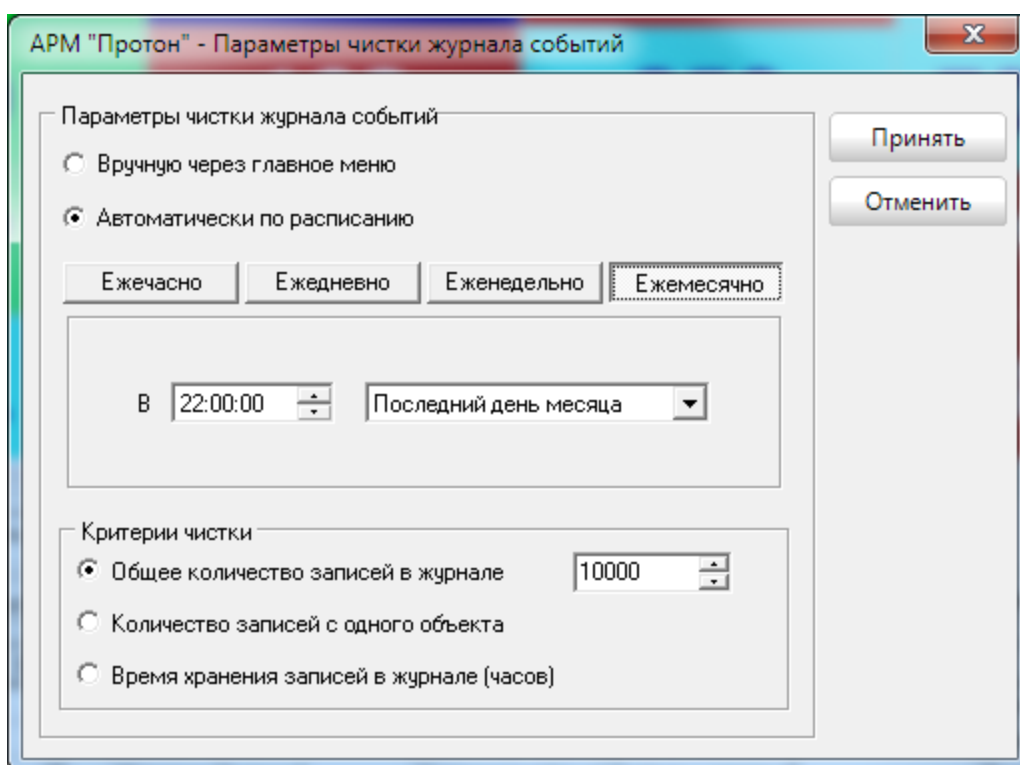 АРМ "Протон" - Параметры чистки журнала событий
Параметры чистки журнала событий
Принять
Вручную через главное меню
Отменить
Автоматически по расписанию
Ежечасно Ежедневно Еженедельно Ежемесячно
В 22:00:00 Последний день месяца
Критерии чистки
Общее количество записей в журнале 10000
Количество записей с одного объекта
Время хранения записей в журнале (часов)